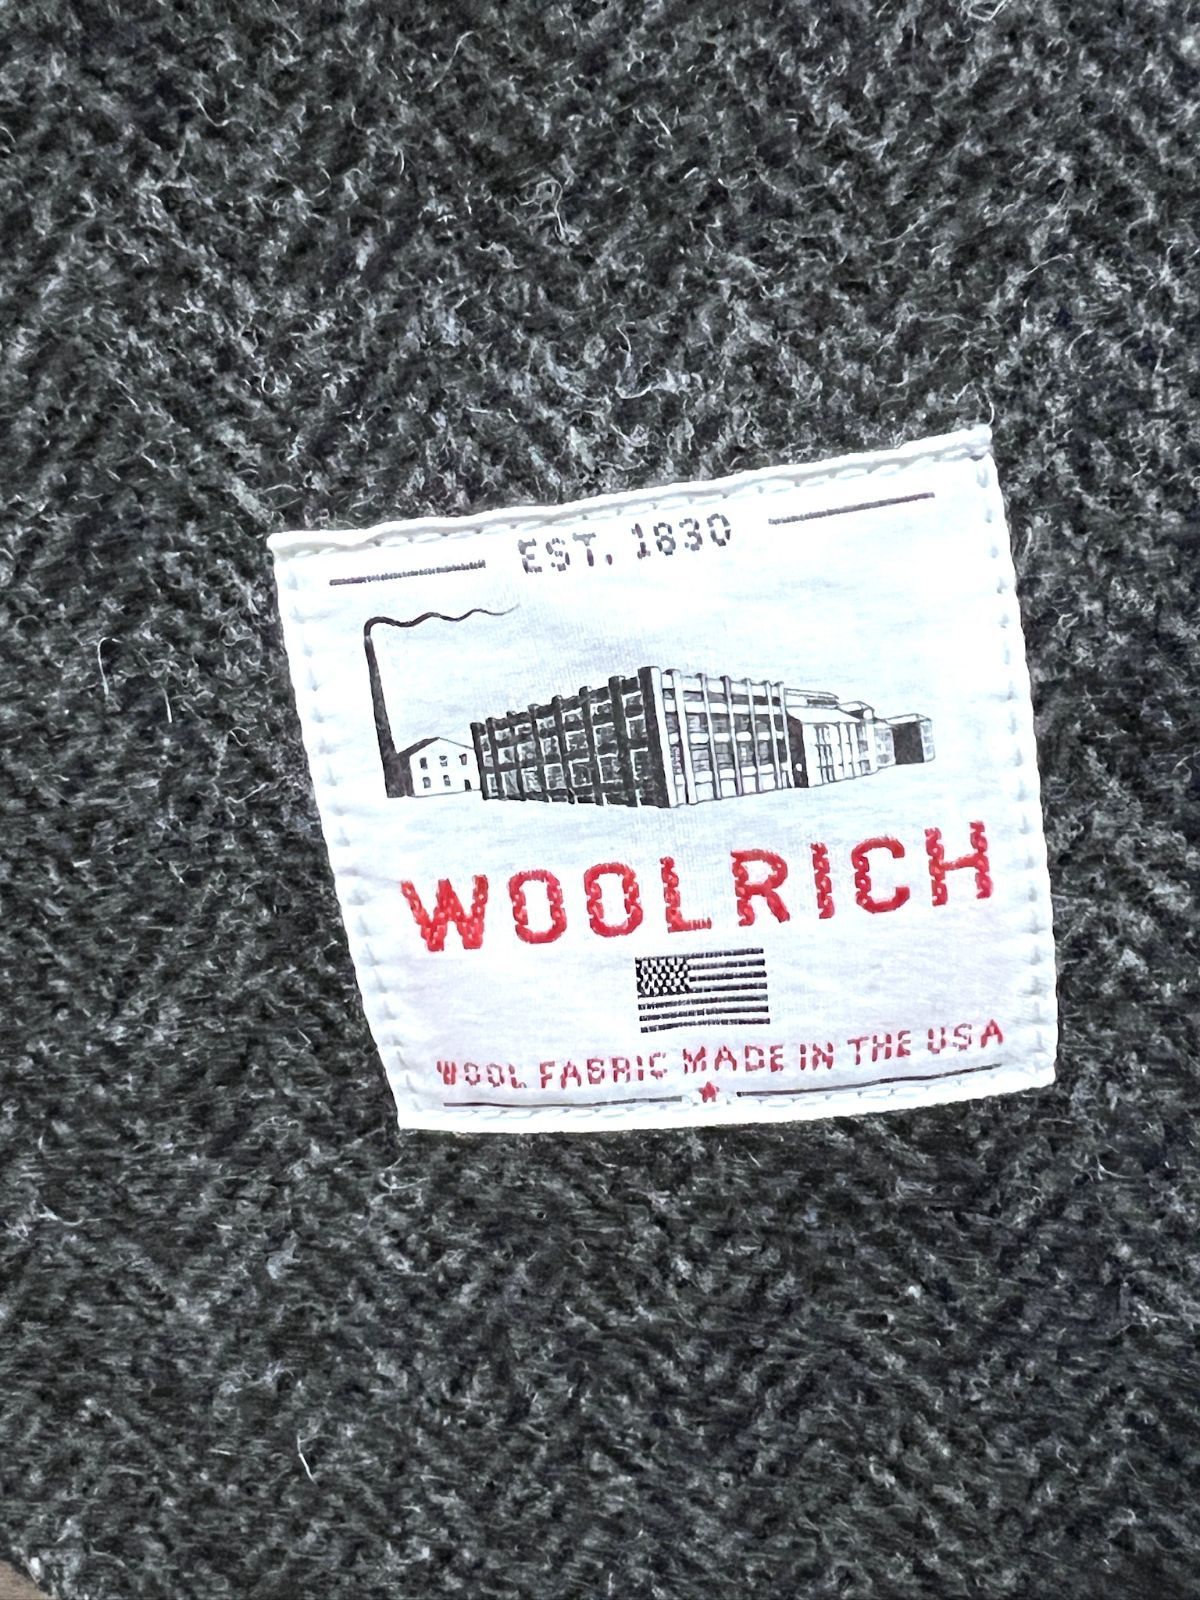 EST. 1830
WOOLRICH
WOOL FABRIC MADE IN THE USA